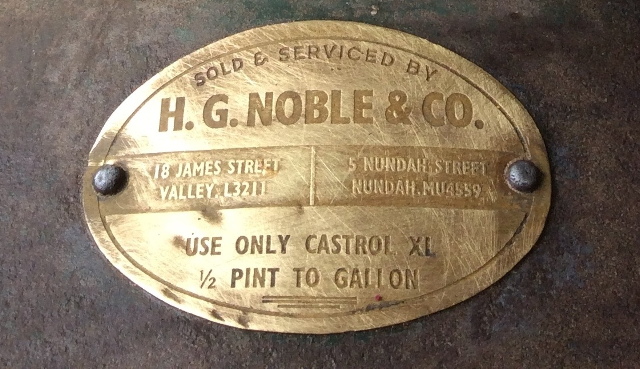 SOLD & SERVICED BY
H. G. NOBLE & CO.
18 JAMES STREET
VALLEY. L3211
5 NUNDAH STREET
NUNDAH. MU4559
USE ONLY CASTROL XL
½ PINT TO GALLON